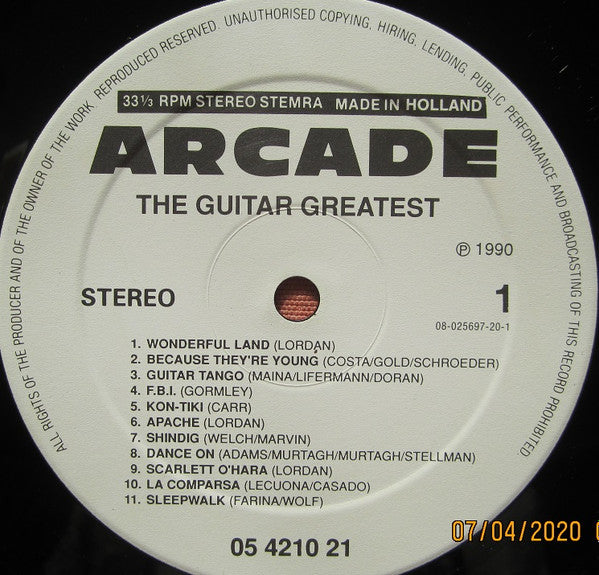 ALL RIGHTS OF THE PRODUCER AND OF THE OWNER OF THE WORK REPRODUCED RESERVED. UNAUTHORISED COPYING, HIRING, LENDING, PUBLIC PERFORMANCE AND BROADCASTING OF THIS RECORD PROHIBITED
33⅓ RPM STEREO STEMRA MADE IN HOLLAND
ARCADE
THE GUITAR GREATEST
℗ 1990
STEREO 1
08-025697-20-1
1. WONDERFUL LAND (LORDAN)
2. BECAUSE THEY'RE YOUNG (COSTA/GOLD/SCHROEDER)
3. GUITAR TANGO (MAINA/LIFERMANN/DORAN)
4. F.B.I. (GORMLEY)
5. KON-TIKI (CARR)
6. APACHE (LORDAN)
7. SHINDIG (WELCH/MARVIN)
8. DANCE ON (ADAMS/MURTAGH/MURTAGH/STELLMAN)
9. SCARLETT O'HARA (LORDAN)
10. LA COMPARSA (LECUONA/CASADO)
11. SLEEPWALK (FARINA/WOLF)
05 4210 21
07/04/2020